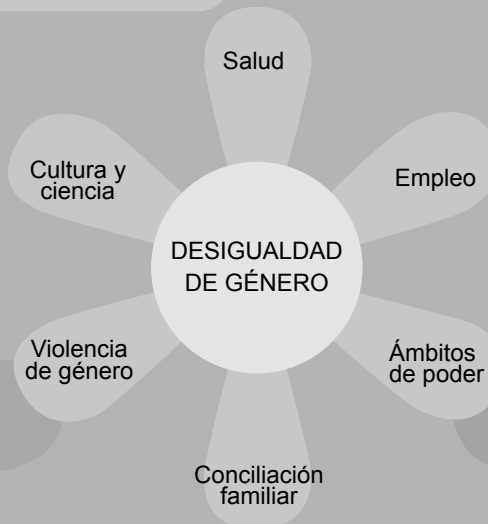 Salud
Cultura y
ciencia
Empleo
DESIGUALDAD
DE GÉNERO
Violencia
de género
Ámbitos
de poder
Conciliación
familiar